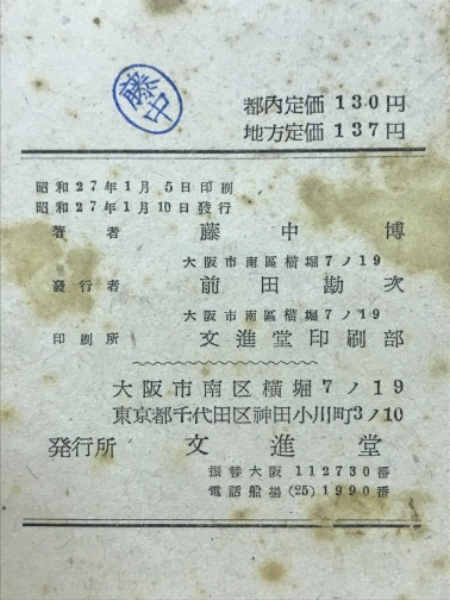 藤中
都内定価 130円
地方定価 137円
昭和27年1月 5日印刷
昭和27年1月10日發行
著者 藤中博
大阪市南區横堀7ノ19
發行者 前田勘次
大阪市南區横堀7ノ19
印刷所 文進堂印刷部
大阪市南区横堀7ノ19
東京都千代田区神田小川町3ノ10
発行所 文進堂
振替大阪 112730番
電話船場(25)1990番